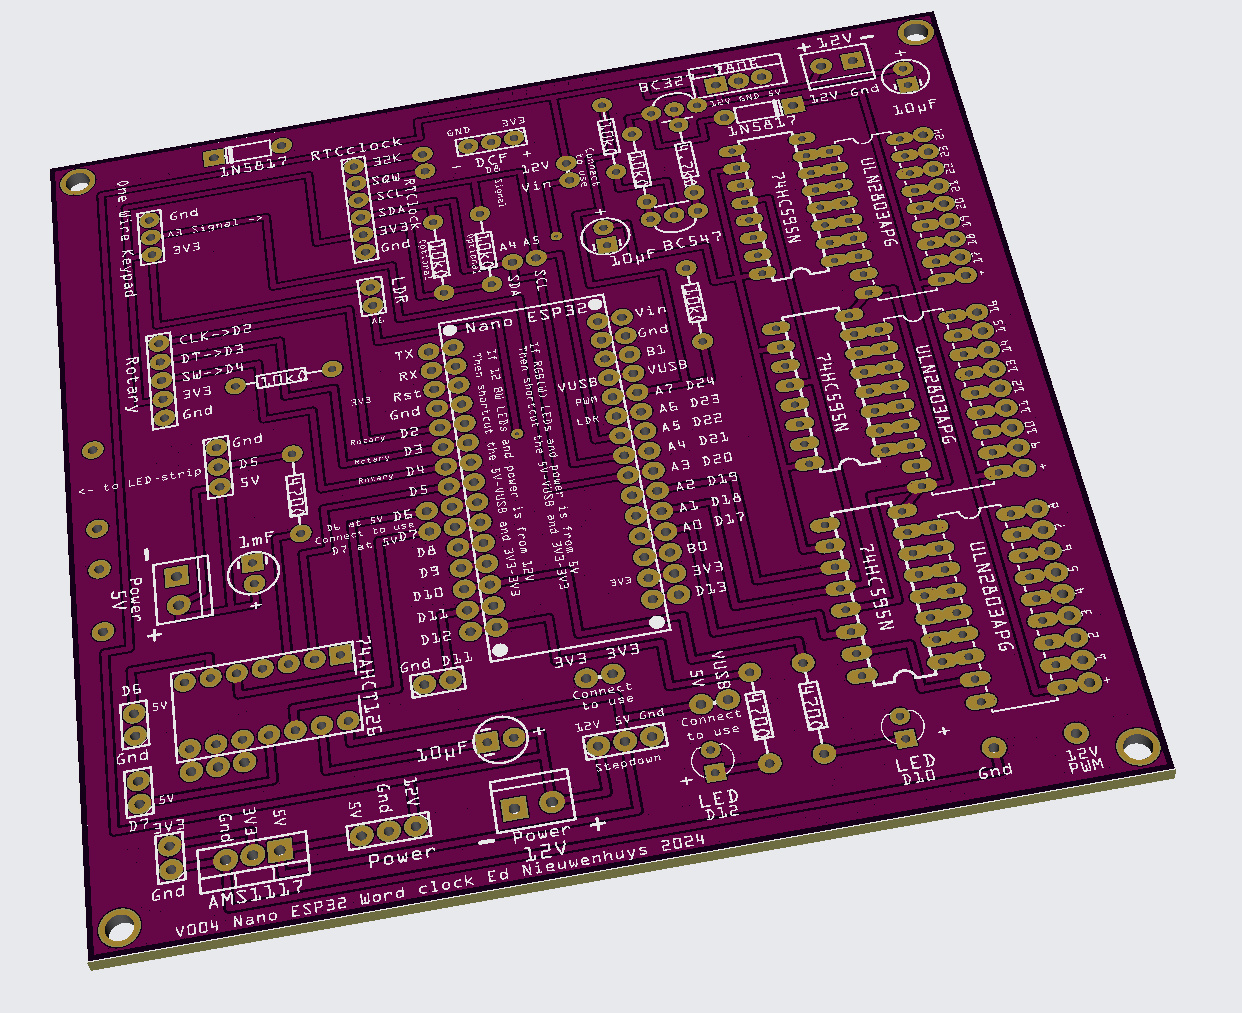 + 12V -
7806
BC327
12V GND 5V
12V Gnd
+
10µF
1N5817
GND 3V3
- DCF +
D8
Signal
12V
Vin
Connect
to use
10kΩ
10kΩ
1N5817
RTCclock
32K
SQW
SCL
SDA
3V3
Gnd
RTClock
10kΩ
optional
10kΩ
optional
A4 A5
SDA
SCL
+
10µF
BC547
10kΩ
74HC595N
ULN2803APG
One Wire Keypad
Gnd
A3 Signal ->
3V3
LDR
A6
Rotary
CLK->D2
DT->D3
SW->D4
3V3
Gnd
10kΩ
3V3
Nano ESP32
TX
RX
Rst
Gnd
D2
D3
D4
D5
D6
D7
D8
D9
D10
D11
D12
Rotary
Rotary
Rotary
If 12 BW LEDs and power is from 12V
Then shortcut the 5V-VUSB and 3V3-3V3
If RGB(W) LEDs and power is from 5V
Then shortcut the 5V-VUSB and 3V3-3V3
Vin
Gnd
B1
VUSB
VUSB
PWM
LDR
A7 D24
A6 D23
A5 D22
A4 D21
A3 D20
A2 D19
A1 D18
A0 D17
B0
3V3
3V3
D13
74HC595N
ULN2803APG
74HC595N
ULN2803APG
Gnd
D5
5V
<- to LED-strip
420Ω
D6 at 5V
Connect to use
D7 at 5V
1mF
+
-
Power
5V
+
74AHCT126
D6
5V
Gnd
5V
D7
Gnd D11
3V3 3V3
Connect
to use
5V
VUSB
Connect
to use
420Ω
420Ω
10µF
+
12V 5V Gnd
Stepdown
+
LED
D12
+
LED
D10
Gnd
12V
PWM
3V3
Gnd
Gnd
3V3
5V
AMS1117
5V
Gnd
12V
Power
- Power +
12V
V004 Nano ESP32 Word clock Ed Nieuwenhuys 2024